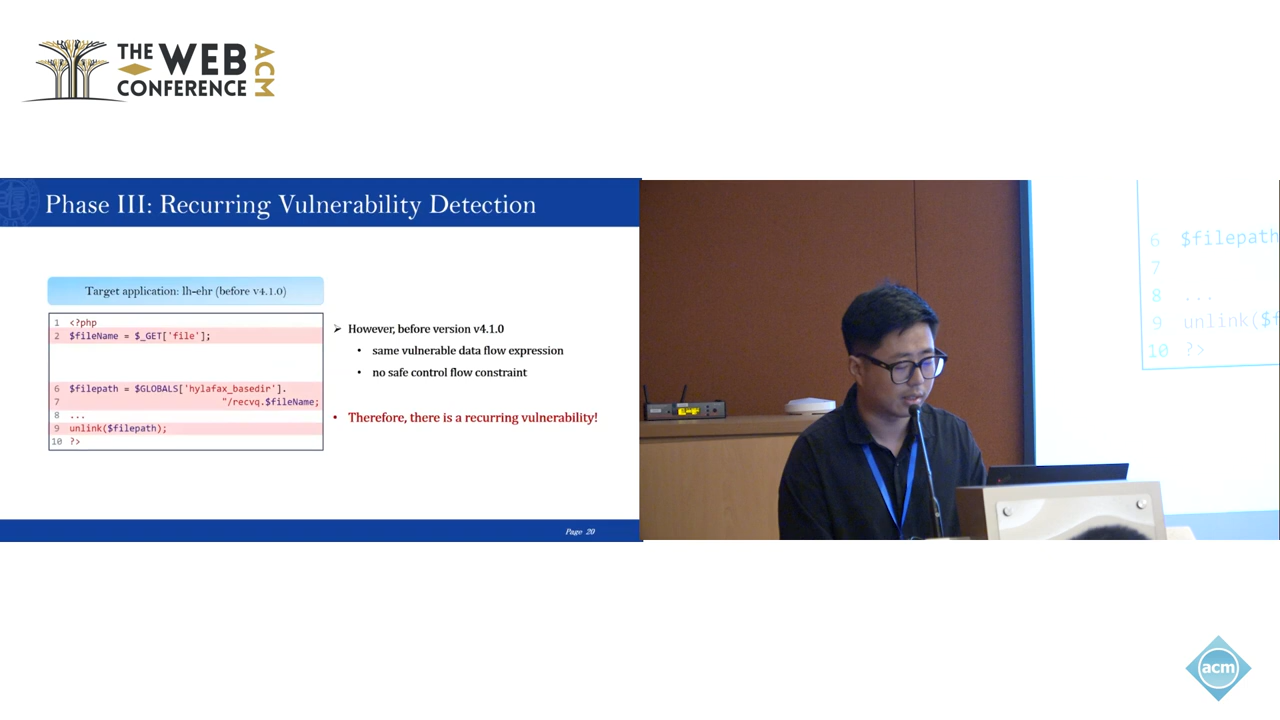 THE WEB
CONFERENCE
ACM
Phase III: Recurring Vulnerability Detection
Target application: lh-ehr (before v4.1.0)
1 <?php
2 $fileName = $_GET['file'];
6 $filepath = $GLOBALS['hylafax_basedir'].
7 "/recvq.$fileName;
8 ...
9 unlink($filepath);
10 ?>
➢ However, before version v4.1.0
• same vulnerable data flow expression
• no safe control flow constraint
• Therefore, there is a recurring vulnerability!
Page 20
6 $filepath
7
8 ...
9 unlink($f
10 ?>
acm